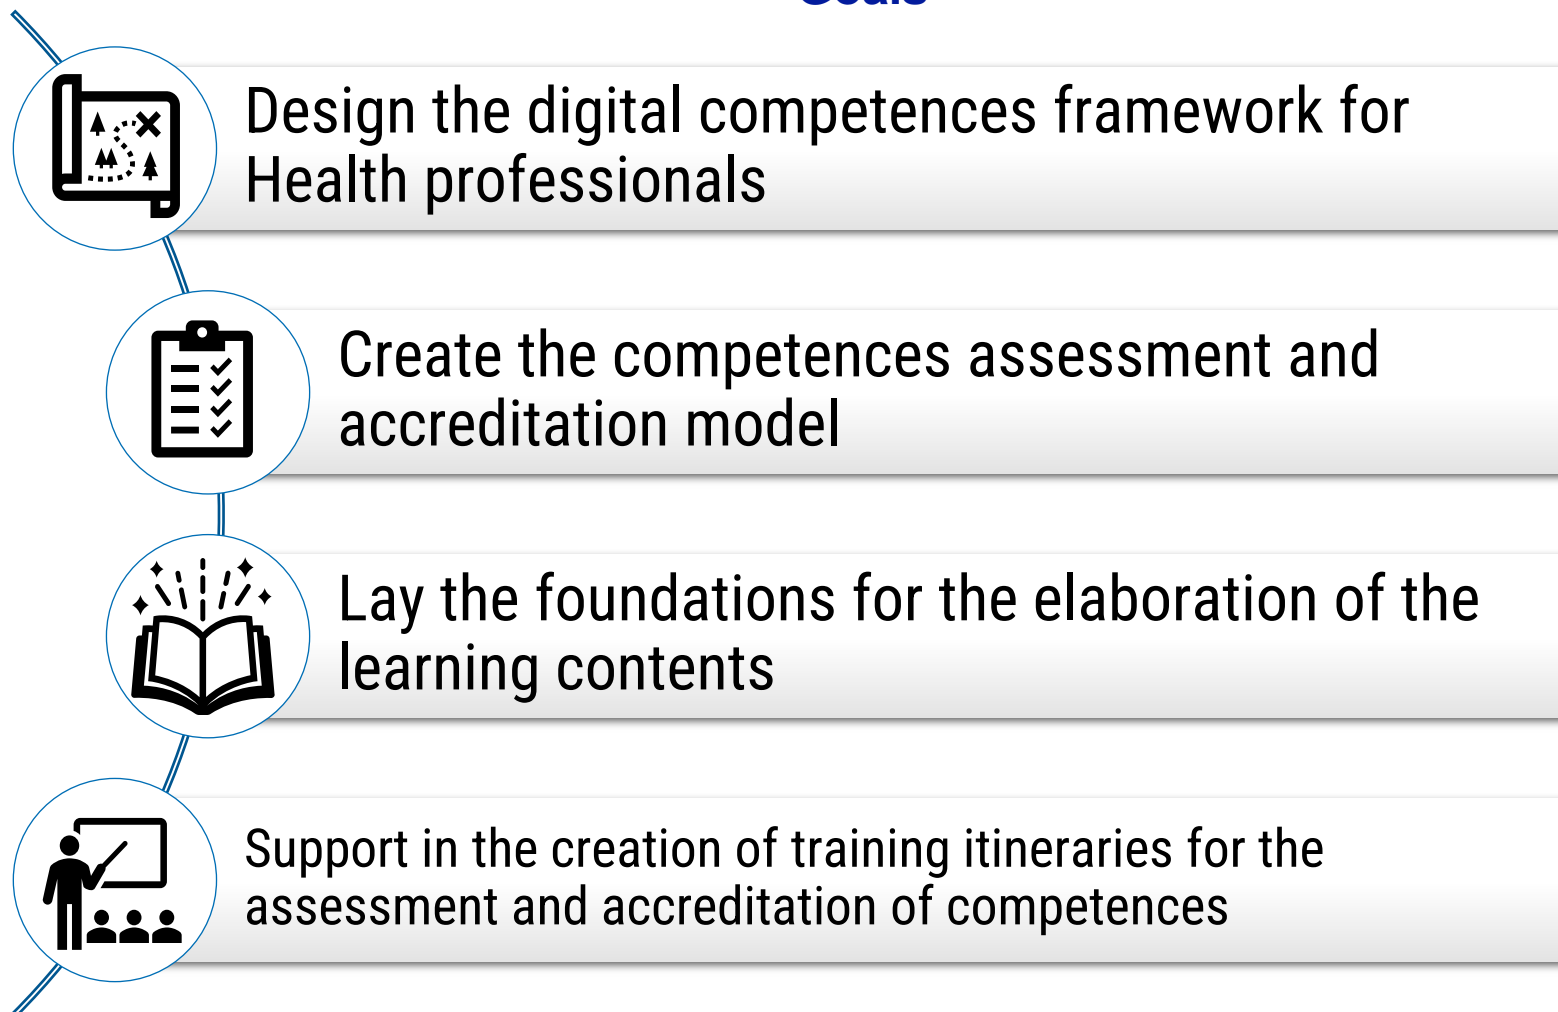 Goals
Design the digital competences framework for
Health professionals
Create the competences assessment and
accreditation model
Lay the foundations for the elaboration of the
learning contents
Support in the creation of training itineraries for the
assessment and accreditation of competences